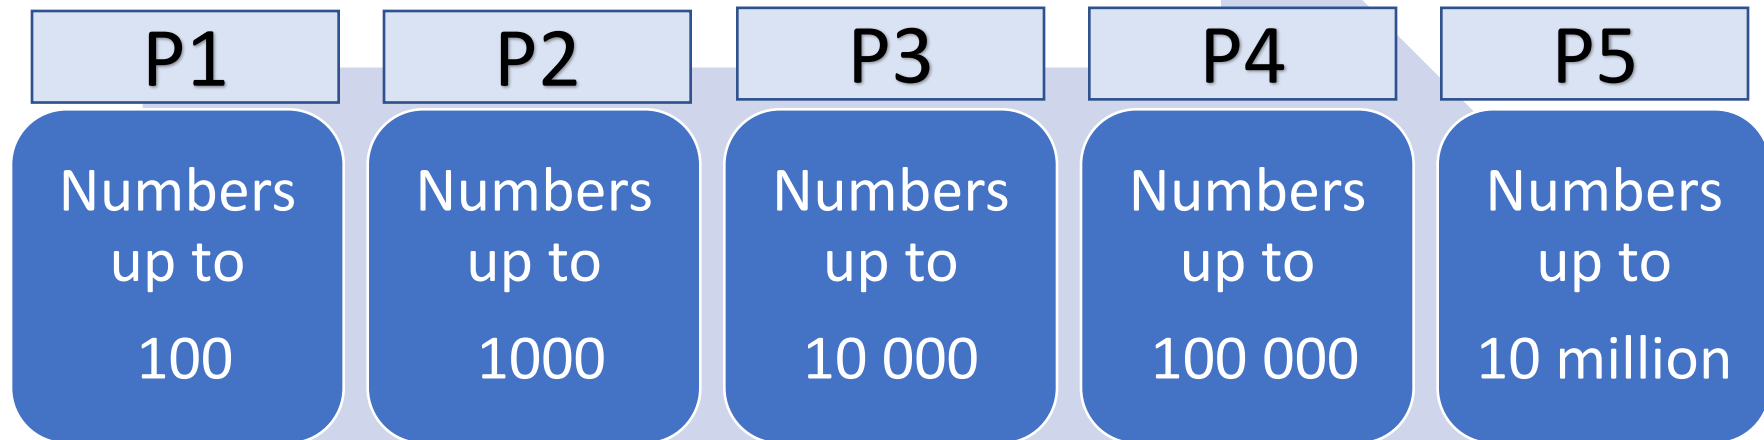 P1
Numbers
up to
100
P2
Numbers
up to
1000
P3
Numbers
up to
10 000
P4
Numbers
up to
100 000
P5
Numbers
up to
10 million